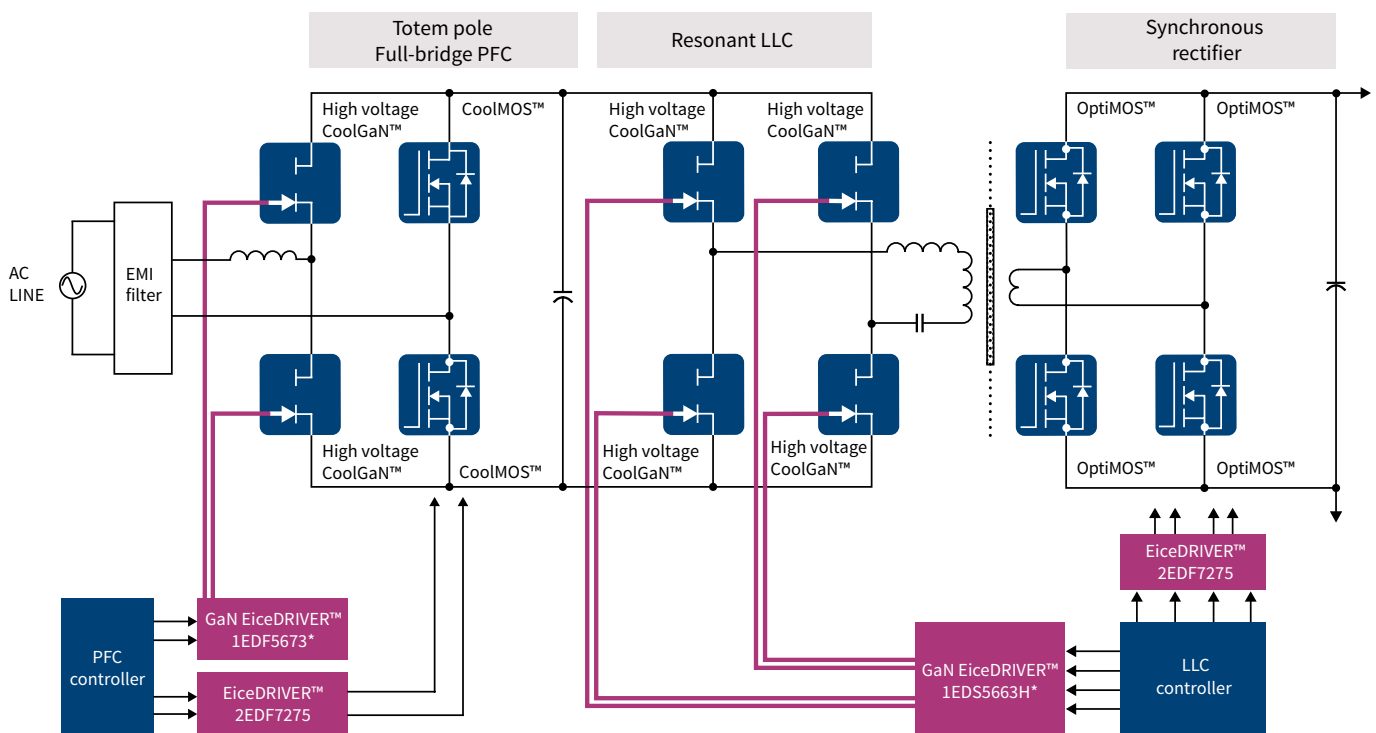 Totem pole
Full-bridge PFC
Resonant LLC
Synchronous
rectifier
High voltage
CoolGaN™
CoolMOS™
High voltage
CoolGaN™
High voltage
CoolGaN™
OptiMOS™
OptiMOS™
AC
LINE
EMI
filter
High voltage
CoolGaN™
CoolMOS™
High voltage
CoolGaN™
High voltage
CoolGaN™
OptiMOS™
OptiMOS™
EiceDRIVER™
2EDF7275
GaN EiceDRIVER™
1EDF5673*
PFC
controller
EiceDRIVER™
2EDF7275
GaN EiceDRIVER™
1EDS5663H*
LLC
controller